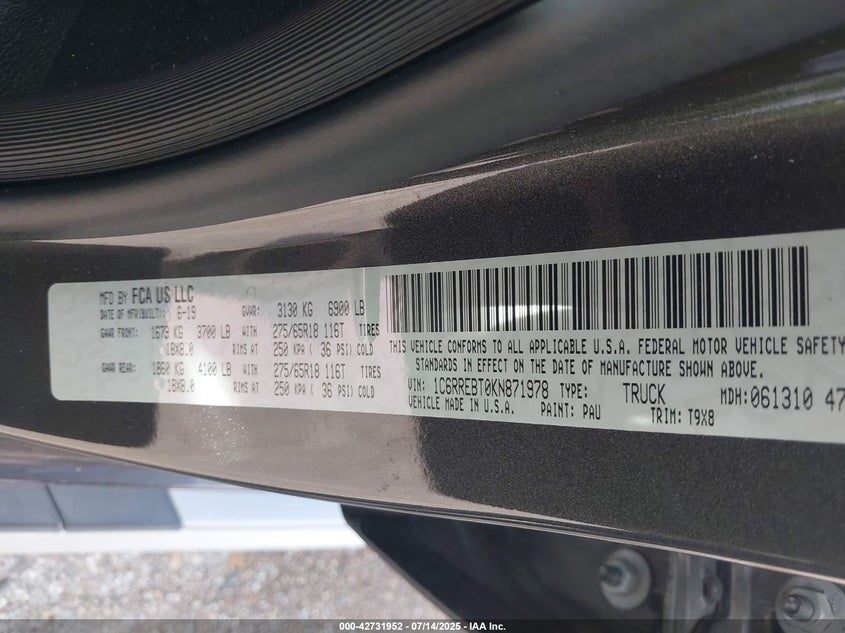 MFD BY FCA US LLC
DATE OF MFR(BUILT): 6-19 GVWR: 3130 KG 6900 LB
GAWR FRONT: 1679 KG 3700 LB WITH 275/65R18 116T TIRES
18X8.0 RIMS AT 250 KPA ( 36 PSI) COLD
GAWR REAR: 1860 KG 4100 LB WITH 275/65R18 116T TIRES
18X8.0 RIMS AT 250 KPA ( 36 PSI) COLD
THIS VEHICLE CONFORMS TO ALL APPLICABLE U.S.A. FEDERAL MOTOR VEHICLE SAFETY
STANDARDS IN EFFECT ON THE DATE OF MANUFACTURE SHOWN ABOVE.
VIN: 1C6RREBT0KN871978 TYPE: TRUCK MDH:061310 47
VEHICLE MADE IN U.S.A. PAINT: PAU TRIM: T9X8
000-42731952 - 07/14/2025 - IAA Inc.